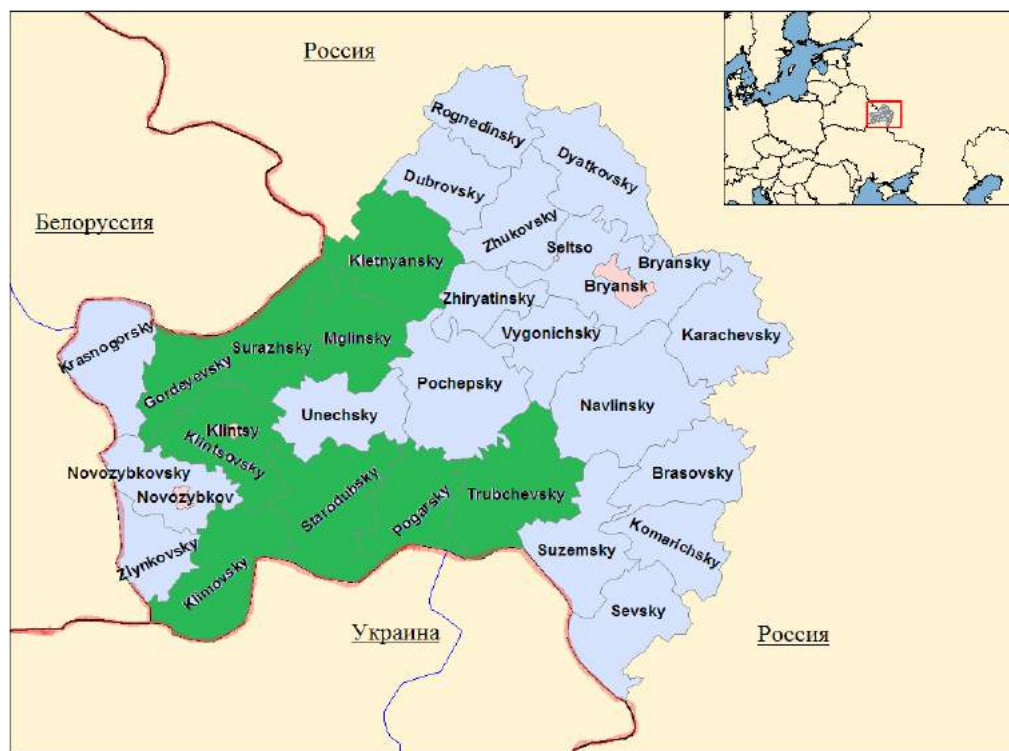 Россия
Rognedinsky
Dyatkovsky
Dubrovsky
Белоруссия
Zhukovsky
Seltso
Kletnyansky
Bryansky
Bryansk
Zhiryatinsky
Krasnogorsky
Surazhsky
Mglinsky
Vygonichsky
Karachevsky
Gordeyevsky
Pochepsky
Navlinsky
Unechsky
Klintsy
Klintsovsky
Novozybkovsky
Novozybkov
Brasovsky
Starodubsky
Pogarsky
Trubchevsky
Komarichsky
Zlynkovsky
Klimovsky
Suzemsky
Sevsky
Украина
Россия